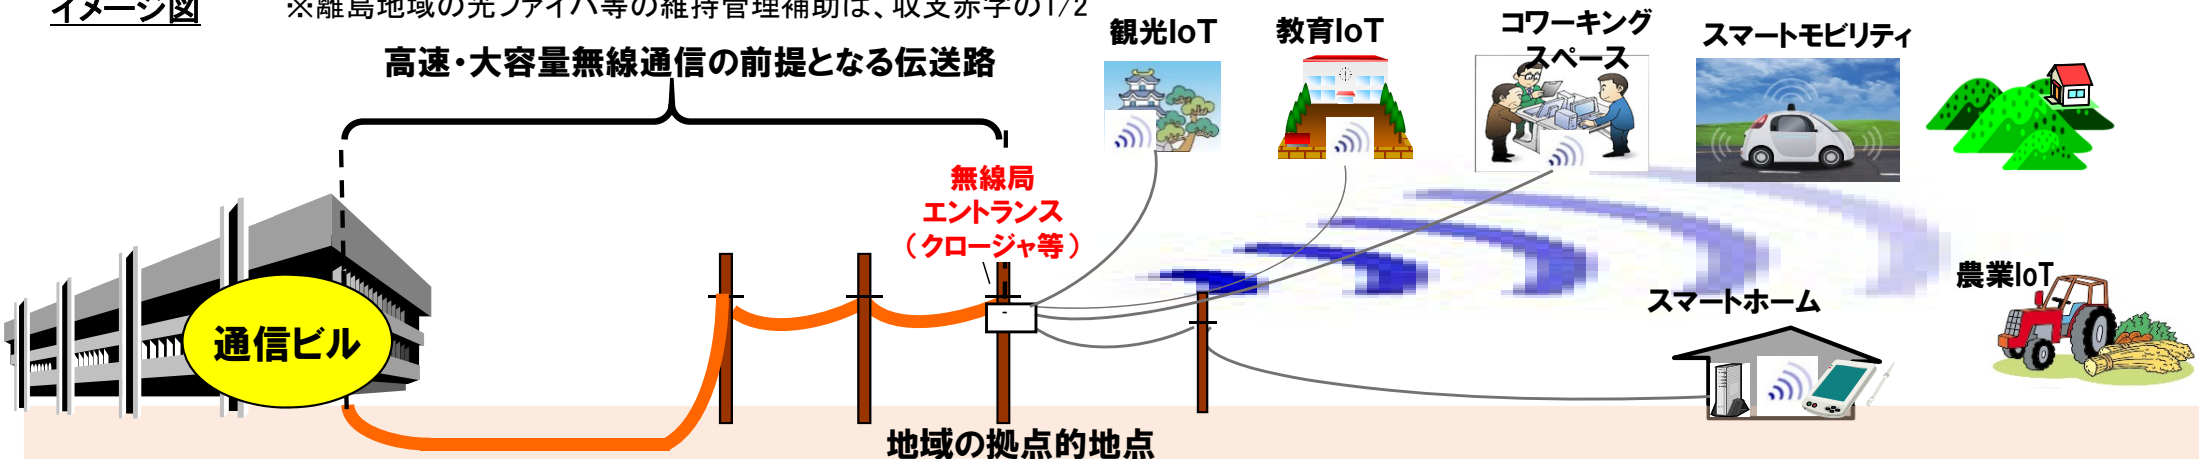 イメージ図
※離島地域の光ファイバ等の維持管理補助は、収支赤字の1/2
高速・大容量無線通信の前提となる伝送路
観光IoT
教育IoT
コワーキング
スペース
スマートモビリティ
無線局
エントランス
（クロージャ等）
農業IoT
スマートホーム
通信ビル
地域の拠点的地点